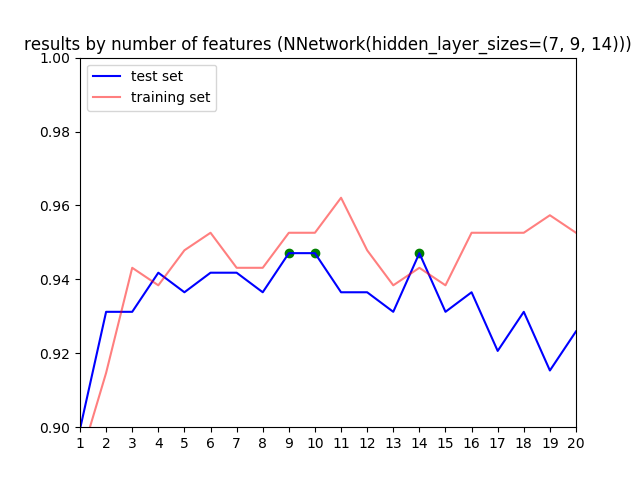 results by number of features (NNetwork(hidden_layer_sizes=(7, 9, 14)))
1.00
test set
training set
0.98
0.96
0.94
0.92
0.90
1 2 3 4 5 6 7 8 9 10 11 12 13 14 15 16 17 18 19 20